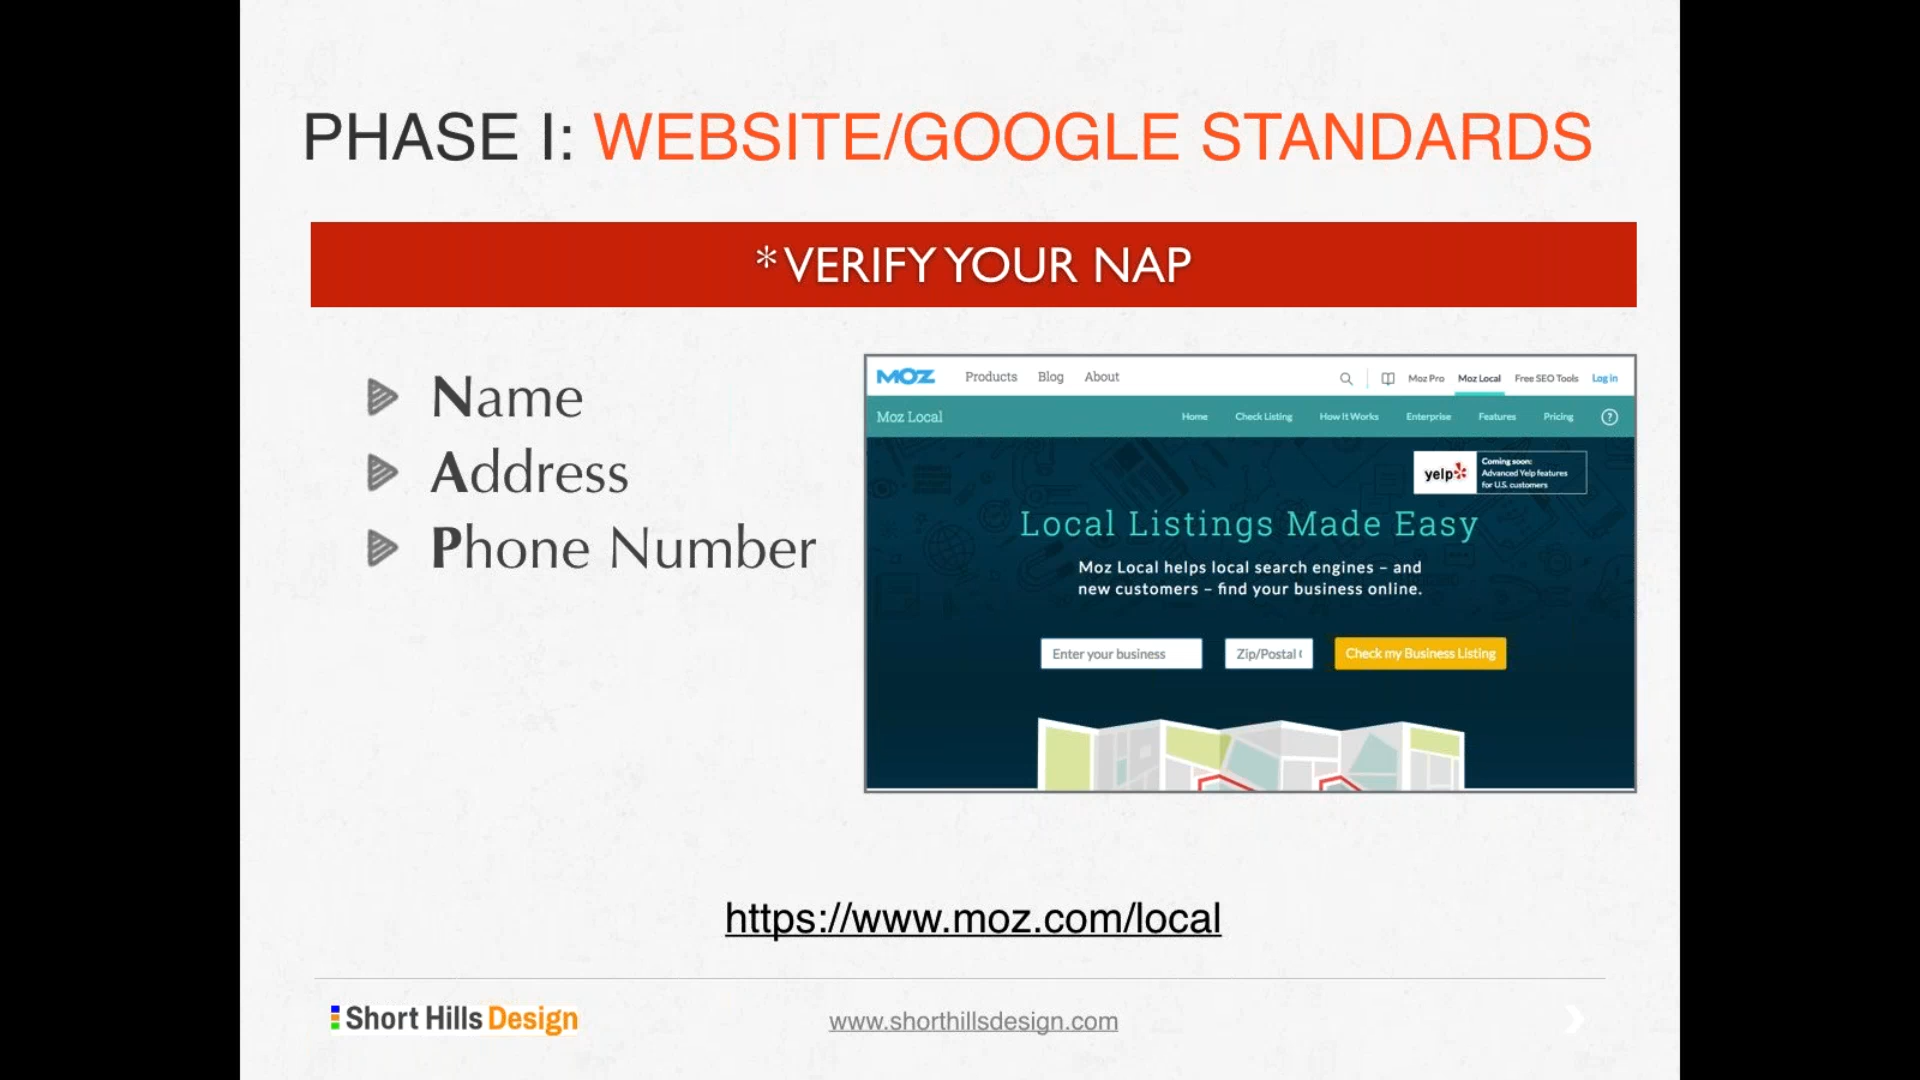 PHASE I: WEBSITE/GOOGLE STANDARDS
*VERIFY YOUR NAP
Name
Address
Phone Number
MOZ Products Blog About Moz Pro Moz Local Free SEO Tools Log in
Moz Local Home Check Listing How It Works Enterprise Features Pricing ?
yelp
Coming soon:
Advanced Yelp features
for U.S. customers
Local Listings Made Easy
Moz Local helps local search engines – and
new customers – find your business online.
Enter your business Zip/Postal Check my Business Listing
https://www.moz.com/local
Short Hills Design www.shorthillsdesign.com